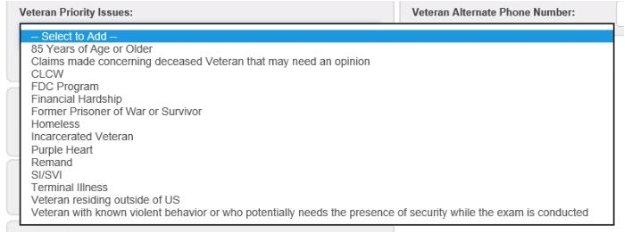 Veteran Priority Issues: Veteran Alternate Phone Number:
-- Select to Add --
85 Years of Age or Older
Claims made concerning deceased Veteran that may need an opinion
CLCW
FDC Program
Financial Hardship
Former Prisoner of War or Survivor
Homeless
Incarcerated Veteran
Purple Heart
Remand
SI/SVI
Terminal Illness
Veteran residing outside of US
Veteran with known violent behavior or who potentially needs the presence of security while the exam is conducted